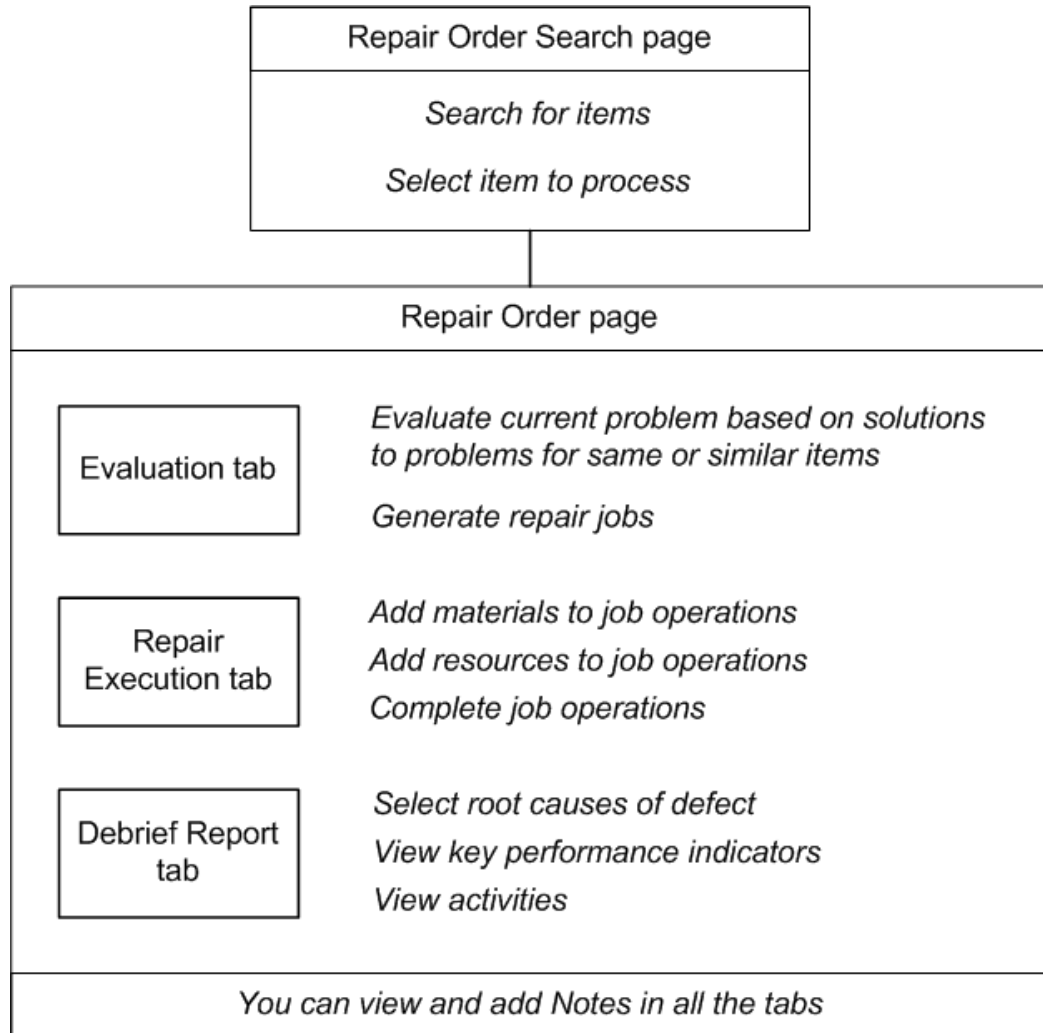 Repair Order Search page
Search for items
Select item to process
Repair Order page
Evaluation tab
Evaluate current problem based on solutions
to problems for same or similar items
Generate repair jobs
Repair
Execution tab
Add materials to job operations
Add resources to job operations
Complete job operations
Debrief Report
tab
Select root causes of defect
View key performance indicators
View activities
You can view and add Notes in all the tabs